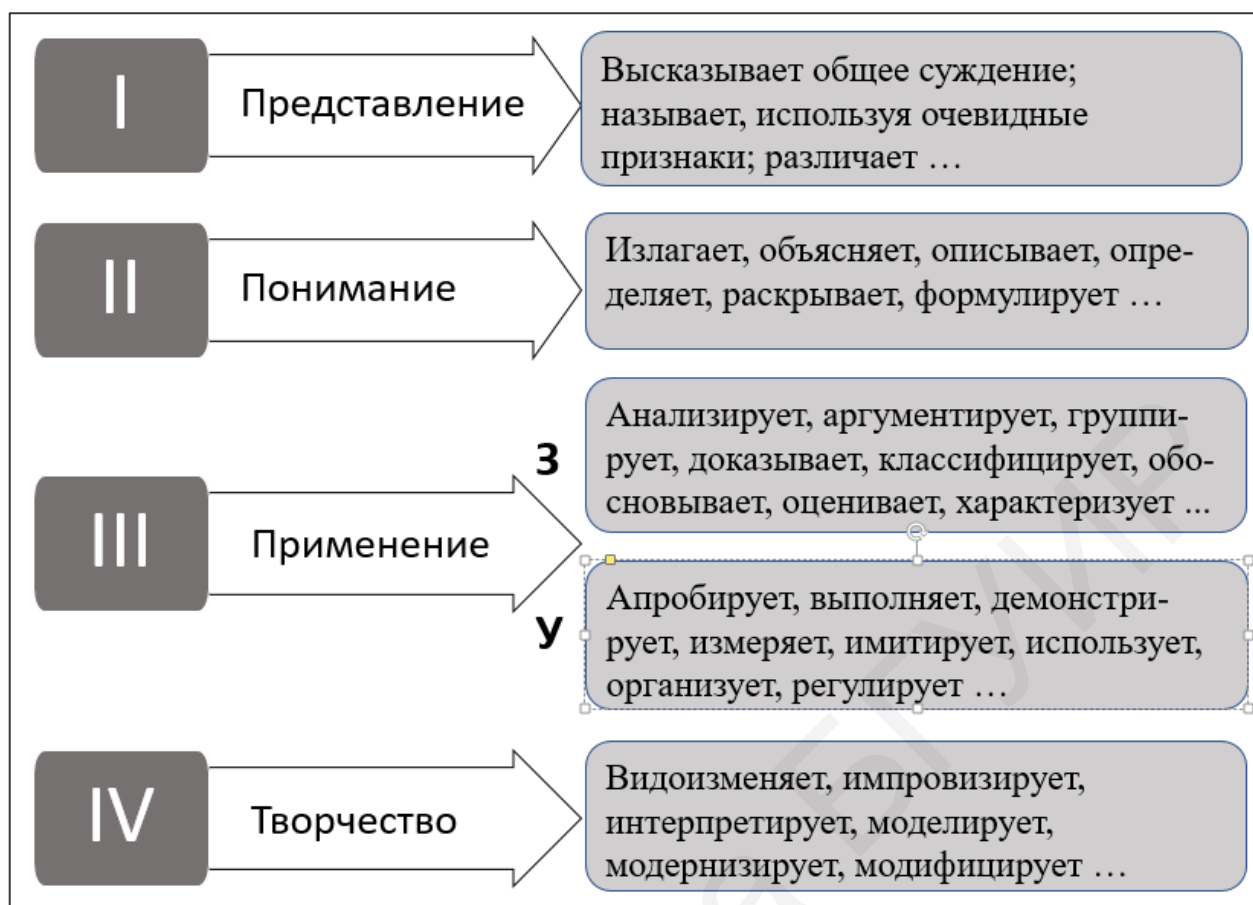 I
Представление
Высказывает общее суждение;
называет, используя очевидные
признаки; различает …
II
Понимание
Излагает, объясняет, описывает, опре-
деляет, раскрывает, формулирует …
III
Применение
З
Анализирует, аргументирует, группи-
рует, доказывает, классифицирует, обо-
сновывает, оценивает, характеризует ...
У
Апробирует, выполняет, демонстри-
рует, измеряет, имитирует, использует,
организует, регулирует …
IV
Творчество
Видоизменяет, импровизирует,
интерпретирует, моделирует,
модернизирует, модифицирует …
БГУИР